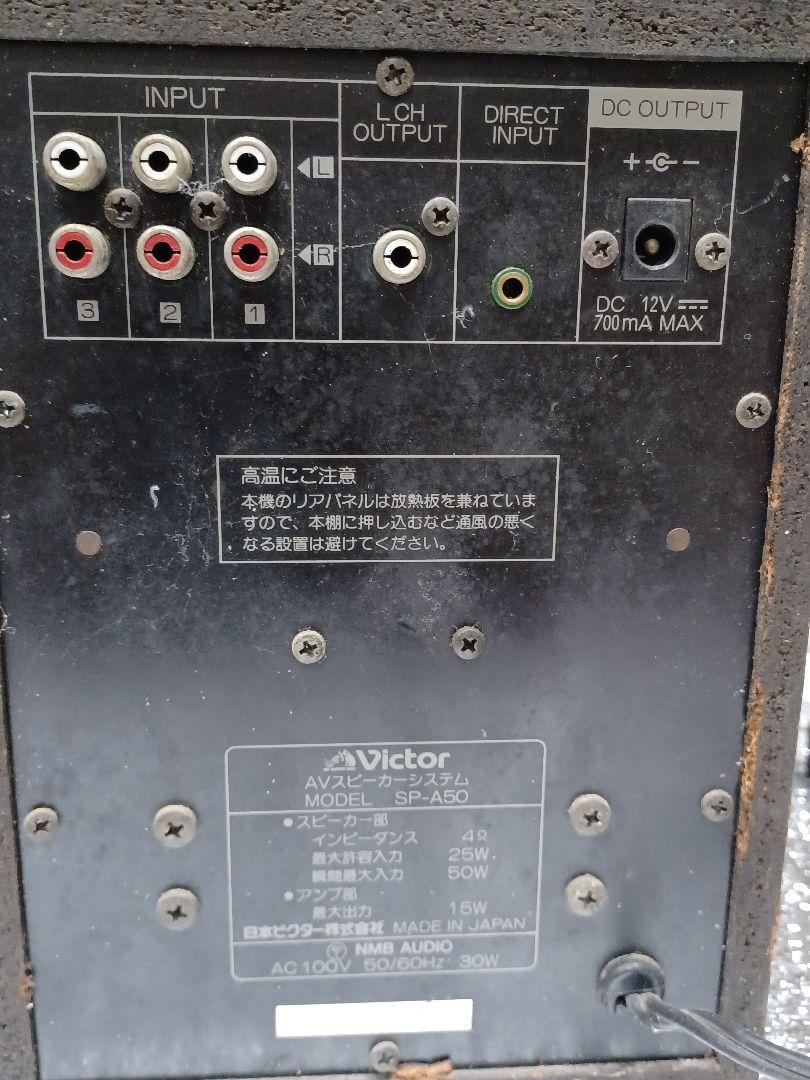 INPUT
L CH
OUTPUT
DIRECT
INPUT
DC OUTPUT
L
R
3 2 1
DC 12V
700mA MAX
高温にご注意
本機のリアパネルは放熱板を兼ねていま
すので、本棚に押し込むなど通風の悪く
なる設置は避けてください。
Victor
AVスピーカーシステム
MODEL SP-A50
●スピーカー部
インピーダンス 4Ω
最大許容入力 25W
瞬間最大入力 50W
●アンプ部
最大出力 15W
日本ビクター株式会社 MADE IN JAPAN
NMB AUDIO
AC 100V 50/60Hz 30W